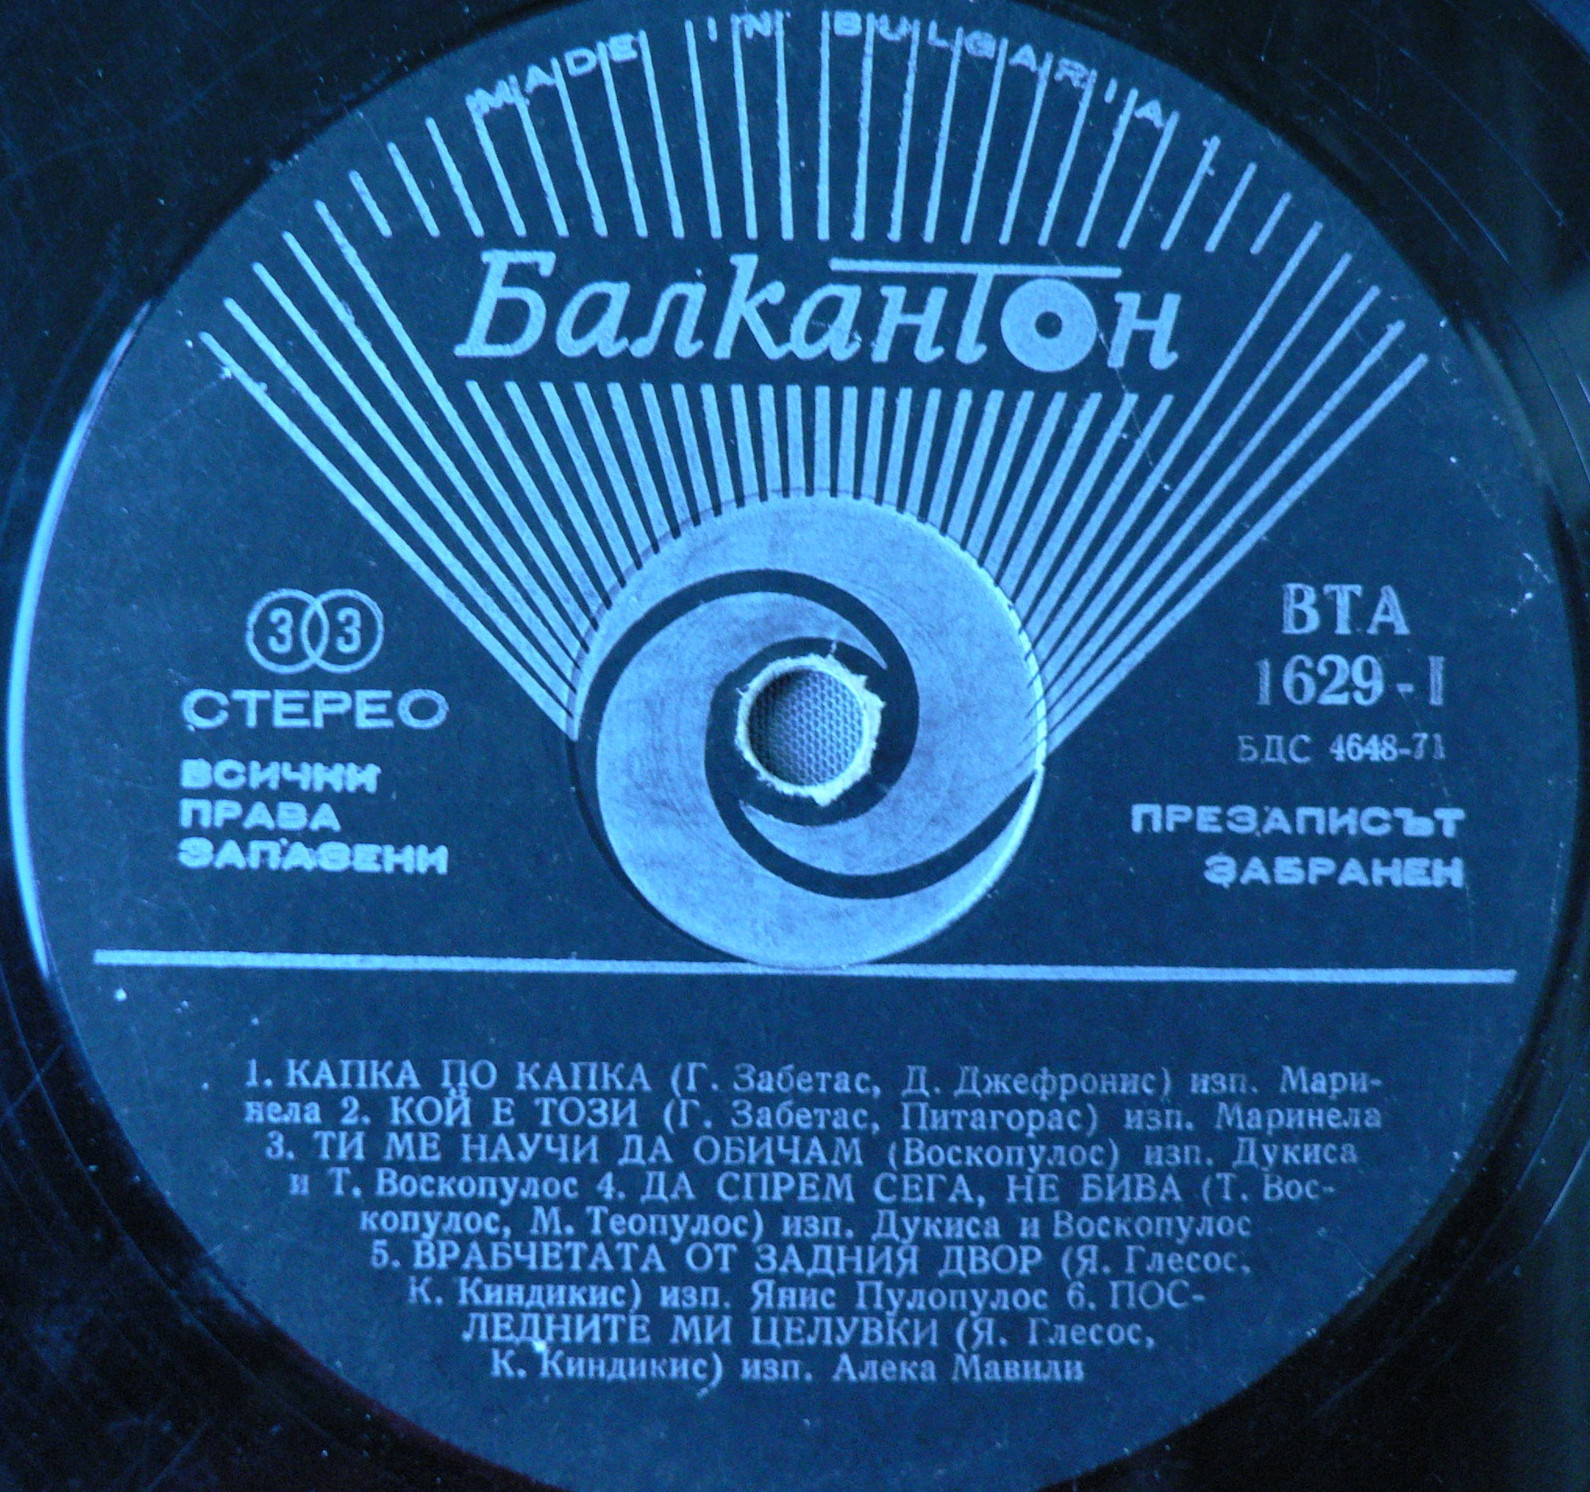 MADE IN BULGARIA
Балкантон
33
СТЕРЕО
ВСИЧКИ
ПРАВА
ЗАПАЗЕНИ
ВТА
1629-I
БДС 4648-71
ПРЕЗАПИСЪТ
ЗАБРАНЕН
1. КАПКА ПО КАПКА (Г. Забетас, Д. Джефронис) изп. Мари-
нела 2. КОЙ Е ТОЗИ (Г. Забетас, Питагорас) изп. Маринела
3. ТИ МЕ НАУЧИ ДА ОБИЧАМ (Воскопулос) изп. Дукиса
и Т. Воскопулос 4. ДА СПРЕМ СЕГА, НЕ БИВА (Т. Вос-
копулос, М. Теопулос) изп. Дукиса и Воскопулос
5. ВРАБЧЕТАТА ОТ ЗАДНИЯ ДВОР (Я. Глесос,
К. Киндикис) изп. Янис Пулопулос 6. ПОС-
ЛЕДНИТЕ МИ ЦЕЛУВКИ (Я. Глесос,
К. Киндикис) изп. Алека Мавили